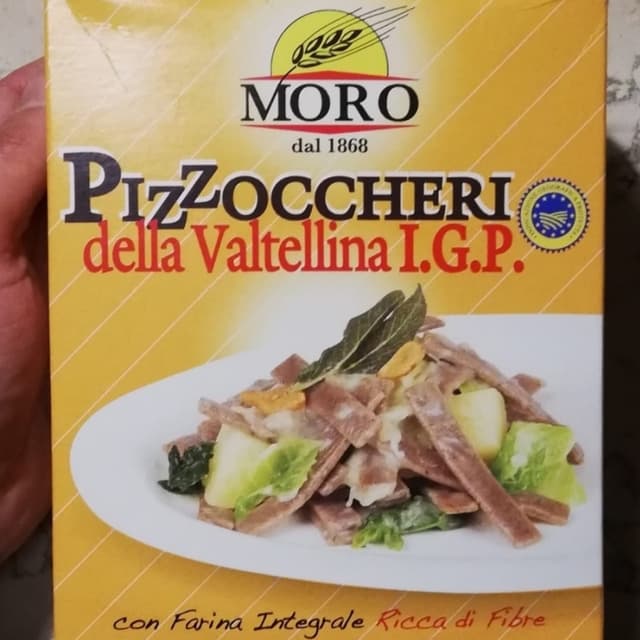 MORO
dal 1868
PIZZOCCHERI
della Valtellina I.G.P.
con Farina Integrale Ricca di Fibre